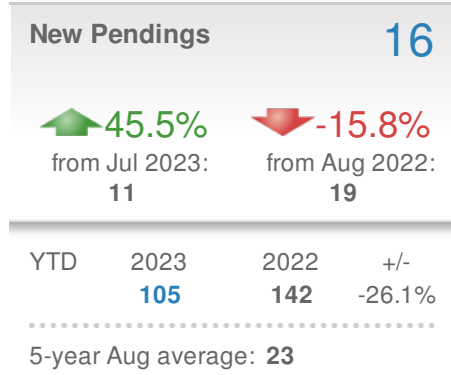 New Pendings 16
45.5% -15.8%
from Jul 2023: from Aug 2022:
11 19
YTD 2023 2022 +/-
105 142 -26.1%
5-year Aug average: 23